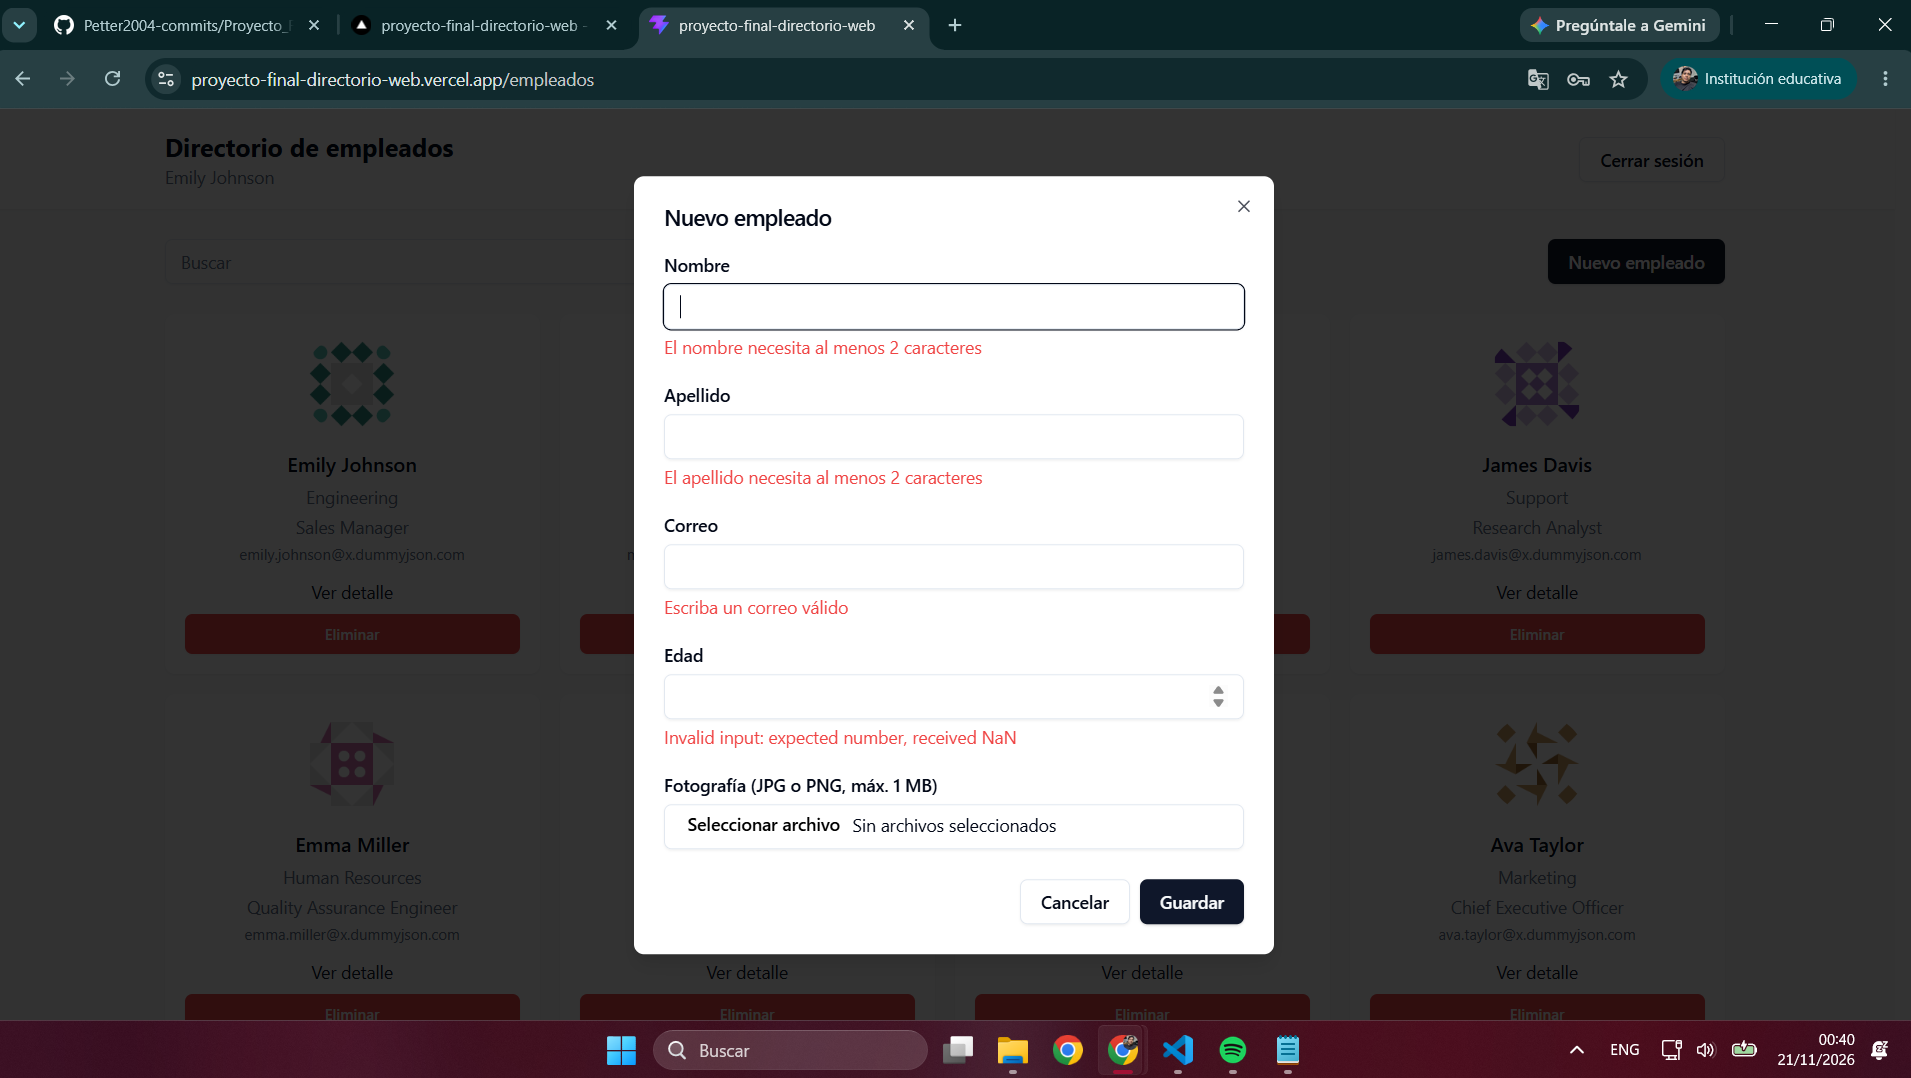 Petter2004-commits/Proyecto_
proyecto-final-directorio-web -
proyecto-final-directorio-web
Pregúntale a Gemini
proyecto-final-directorio-web.vercel.app/empleados
Institución educativa
Directorio de empleados
Emily Johnson
Cerrar sesión
Buscar
Nuevo empleado
Nuevo empleado
Nombre
El nombre necesita al menos 2 caracteres
Apellido
El apellido necesita al menos 2 caracteres
Correo
Escriba un correo válido
Edad
Invalid input: expected number, received NaN
Fotografía (JPG o PNG, máx. 1 MB)
Seleccionar archivo Sin archivos seleccionados
Cancelar
Guardar
Emily Johnson
Engineering
Sales Manager
emily.johnson@x.dummyjson.com
Ver detalle
Eliminar
James Davis
Support
Research Analyst
james.davis@x.dummyjson.com
Ver detalle
Eliminar
Emma Miller
Human Resources
Quality Assurance Engineer
emma.miller@x.dummyjson.com
Ver detalle
Eliminar
Ver detalle
Eliminar
Ver detalle
Eliminar
Ava Taylor
Marketing
Chief Executive Officer
ava.taylor@x.dummyjson.com
Ver detalle
Eliminar
Buscar
ENG
00:40
21/11/2026